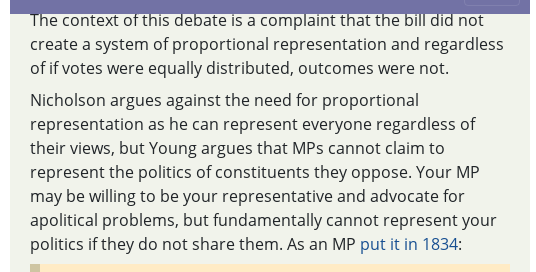 The context of this debate is a complaint that the bill did not
create a system of proportional representation and regardless
of if votes were equally distributed, outcomes were not.
Nicholson argues against the need for proportional
representation as he can represent everyone regardless of
their views, but Young argues that MPs cannot claim to
represent the politics of constituents they oppose. Your MP
may be willing to be your representative and advocate for
apolitical problems, but fundamentally cannot represent your
politics if they do not share them. As an MP put it in 1834: